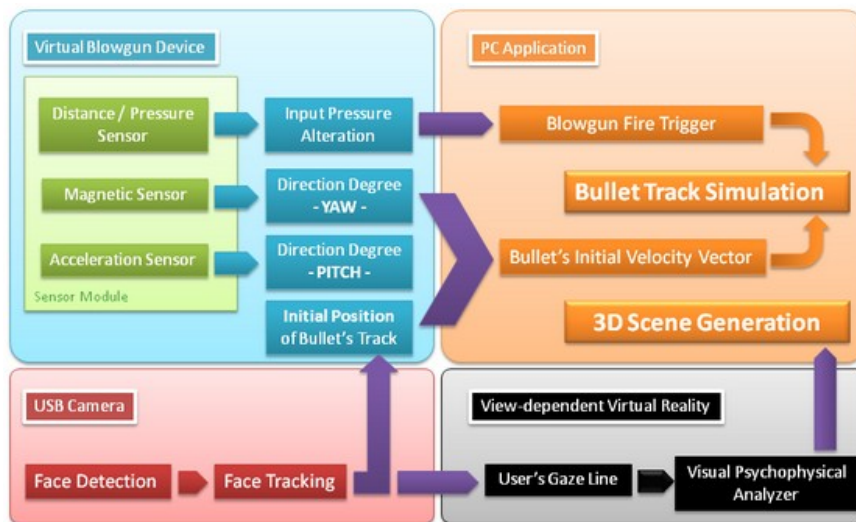 Virtual Blowgun Device
Distance / Pressure
Sensor
Input Pressure
Alteration
Magnetic Sensor
Direction Degree
- YAW -
Acceleration Sensor
Direction Degree
- PITCH -
Sensor Module
Initial Position
of Bullet's Track
PC Application
Blowgun Fire Trigger
Bullet Track Simulation
Bullet's Initial Velocity Vector
3D Scene Generation
USB Camera
Face Detection
Face Tracking
View-dependent Virtual Reality
User's Gaze Line
Visual Psychophysical
Analyzer